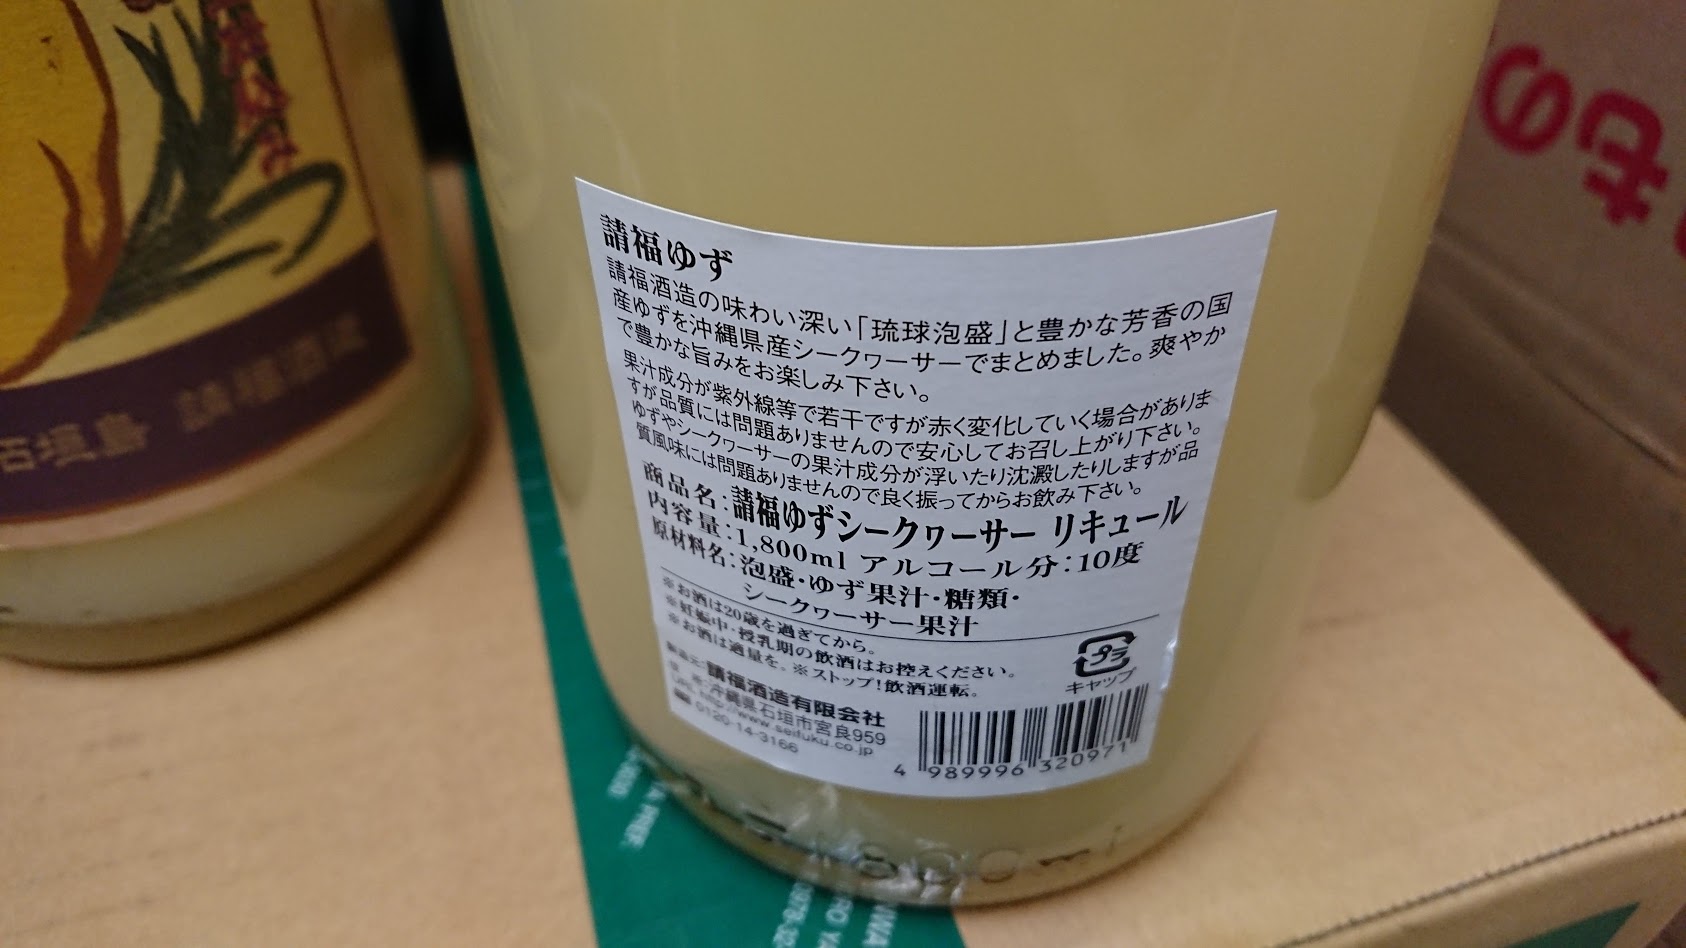 請福ゆず
請福酒造の味わい深い「琉球泡盛」と豊かな芳香の国
産ゆずを沖縄県産シークヮーサーでまとめました。爽やか
で豊かな旨みをお楽しみ下さい。
果汁成分が紫外線等で若干ですが赤く変化していく場合がありま
すが品質には問題ありませんので安心してお召し上がり下さい。
ゆずやシークヮーサーの果汁成分が浮いたり沈澱したりしますが品
質風味には問題ありませんので良く振ってからお飲み下さい。
商品名:請福ゆずシークヮーサー リキュール
内容量:1,800ml アルコール分:10度
原材料名:泡盛・ゆず果汁・糖類・
シークヮーサー果汁
※お酒は20歳を過ぎてから。
※妊娠中・授乳期の飲酒はお控えください。
※お酒は適量を。※ストップ!飲酒運転。
製造元:請福酒造有限会社
沖縄県石垣市宮良959
URL http://www.seifuku.co.jp
0120-14-3166
プラ
キャップ
4 989996 320971
1800ml
石垣島 請福酒造
もの